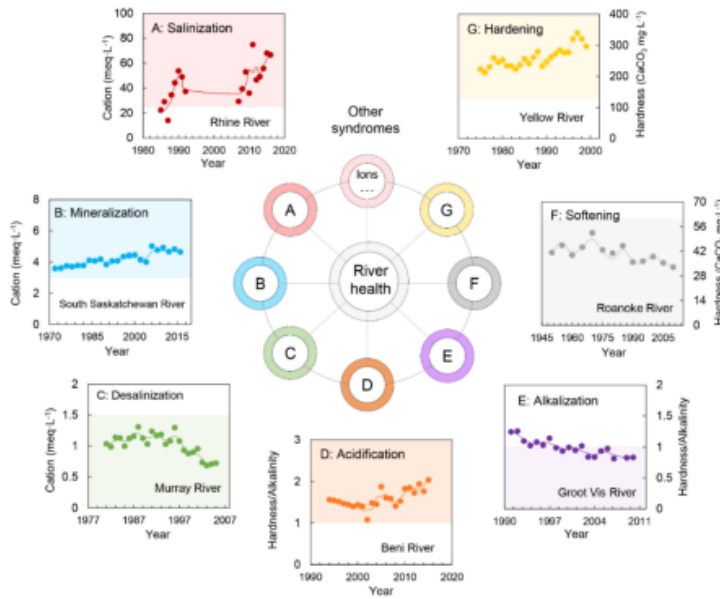 A: Salinization
Cation (meq·L⁻¹)
100
80
60
40
20
0
Rhine River
1980 1990 2000 2010 2020
Year
G: Hardening
400
300
200
100
0
Hardness (CaCO₃ mg·L⁻¹)
Yellow River
1970 1980 1990 2000
Year
Other
syndromes
Ions
...
A
G
B
River
health
F
C
E
D
B: Mineralization
Cation (meq·L⁻¹)
8
6
4
2
0
South Saskatchewan River
1970 1985 2000 2015
Year
F: Softening
70
56
42
28
14
0
Hardness (CaCO₃ mg·L⁻¹)
Roanoke River
1945 1960 1975 1990 2005
Year
C: Desalinization
Cation (meq·L⁻¹)
2
1.5
1
0.5
0
Murray River
1977 1987 1997 2007
Year
D: Acidification
Hardness/Alkalinity
3
2
1
0
Beni River
1990 2000 2010 2020
Year
E: Alkalization
2
1.5
1
0.5
0
Hardness/Alkalinity
Groot Vis River
1990 1997 2004 2011
Year